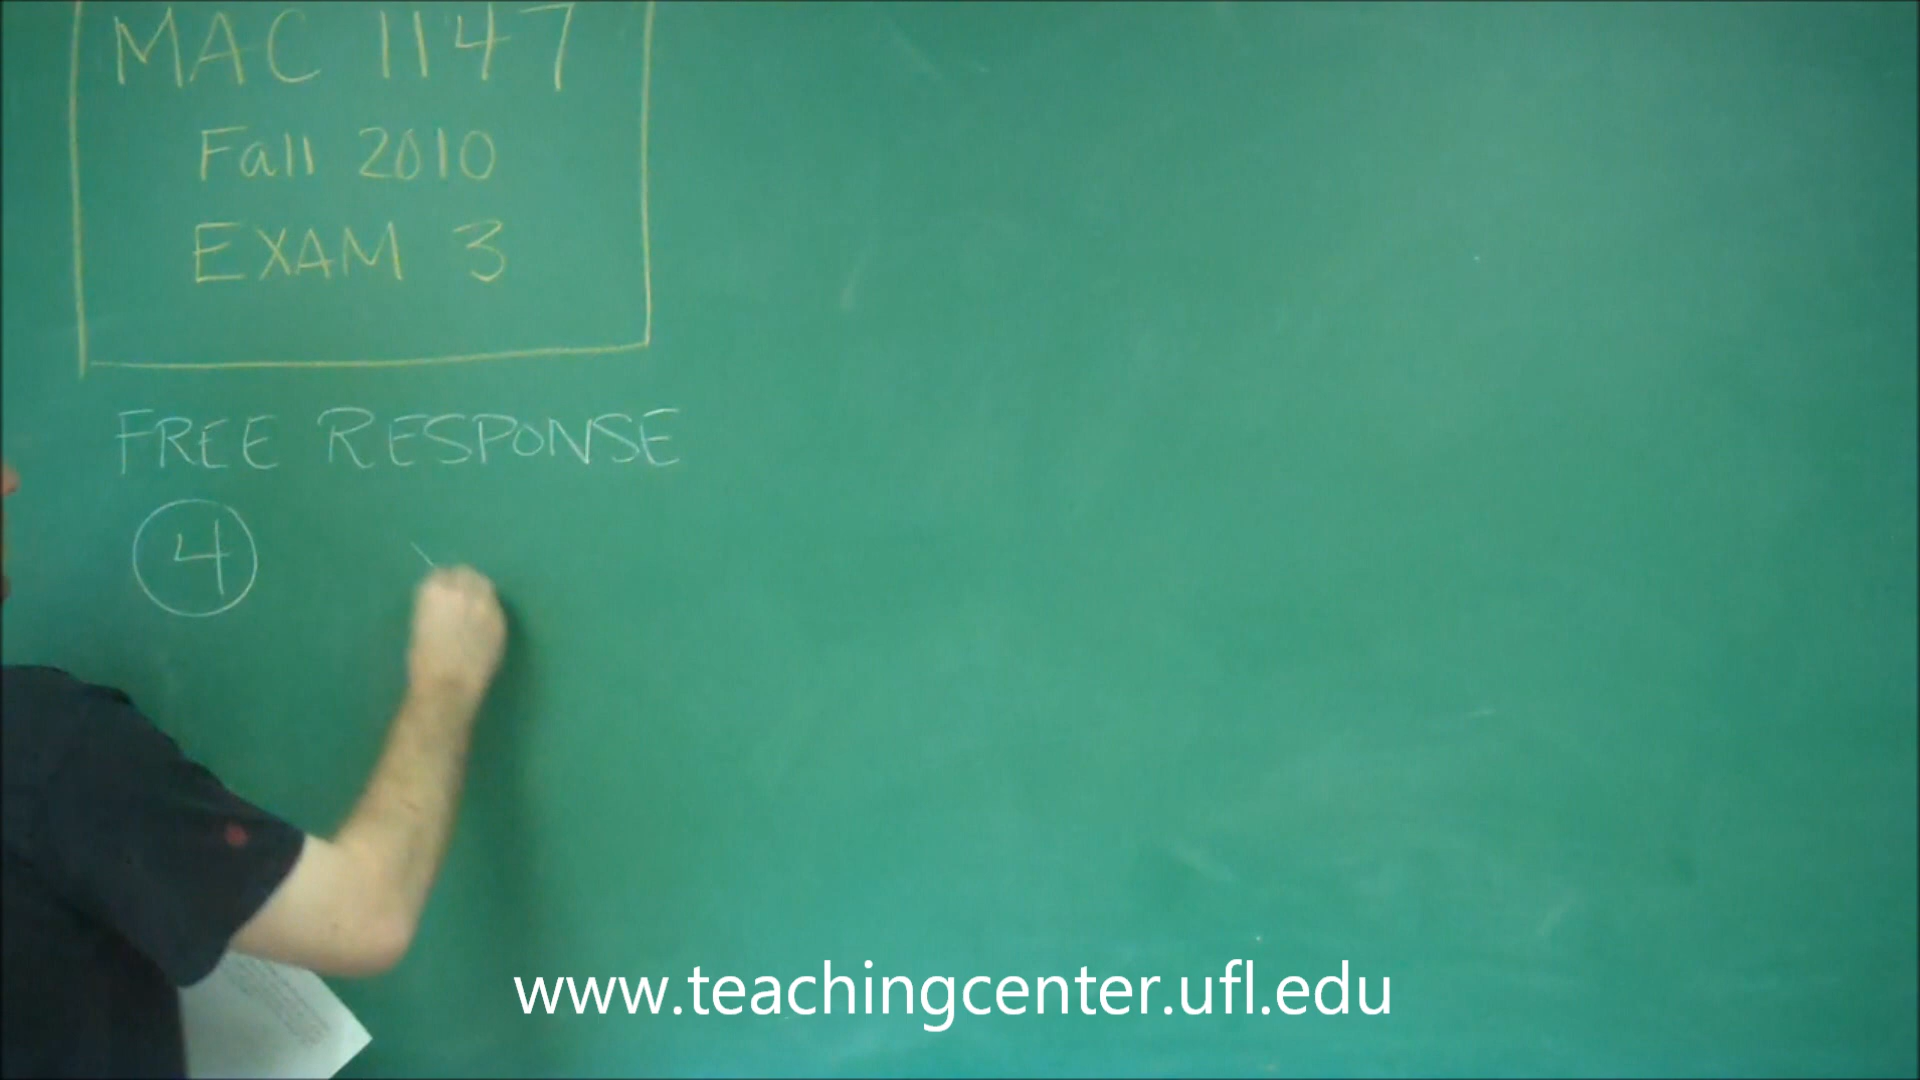 MAC 1147
Fall 2010
EXAM 3
FREE RESPONSE
4
www.teachingcenter.ufl.edu